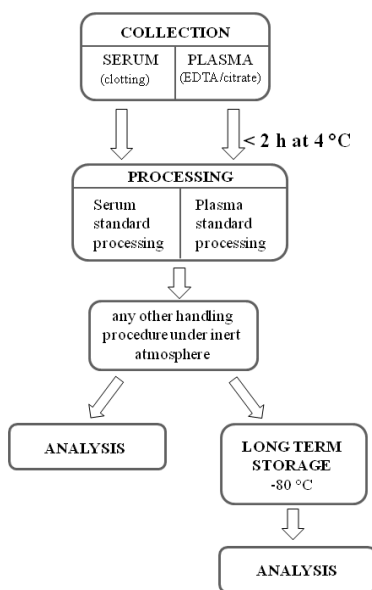 COLLECTION
SERUM
(clotting)
PLASMA
(EDTA/citrate)
< 2 h at 4 °C
PROCESSING
Serum
standard
processing
Plasma
standard
processing
any other handling
procedure under inert
atmosphere
ANALYSIS
LONG TERM
STORAGE
-80 °C
ANALYSIS